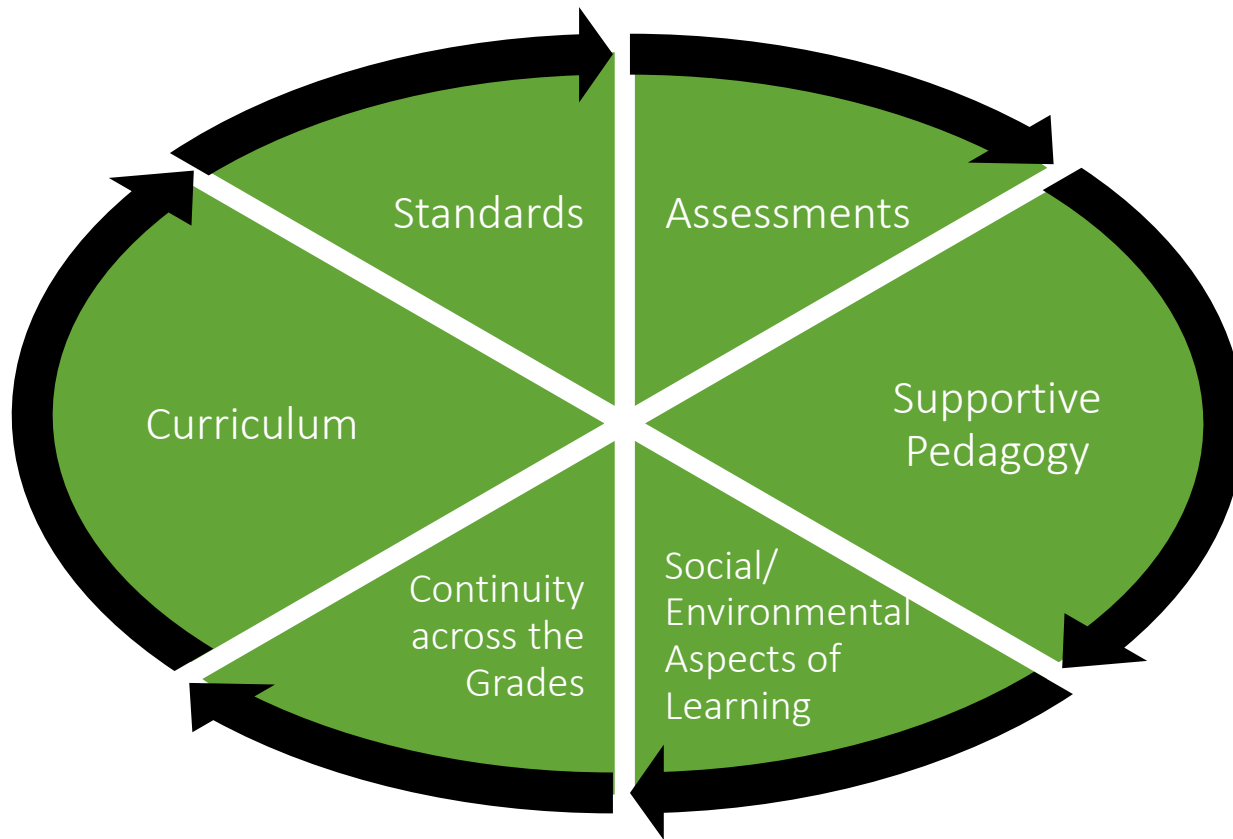 Standards
Assessments
Supportive
Pedagogy
Social/
Environmental
Aspects of
Learning
Continuity
across the
Grades
Curriculum